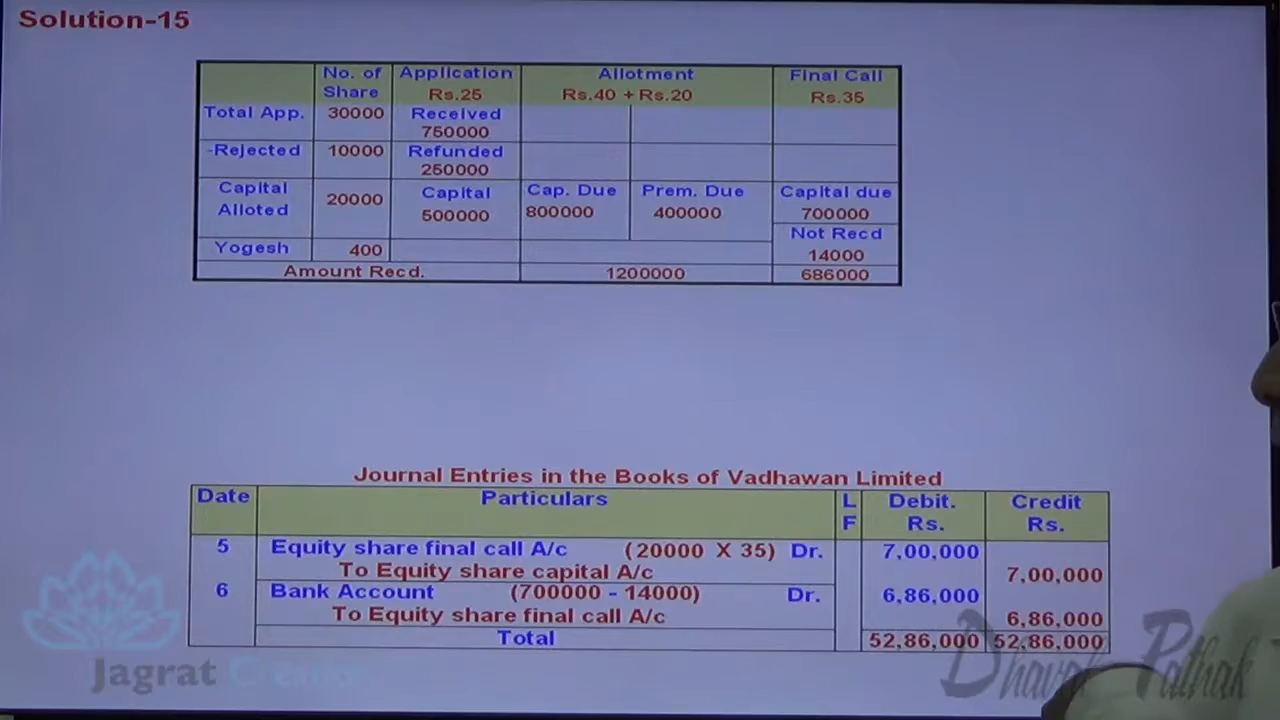 Solution-15
No. of Share | Application Rs.25 | Allotment Rs.40 + Rs.20 | Final Call Rs.35
Total App. | 30000 | Received 750000
-Rejected | 10000 | Refunded 250000
Capital Alloted | 20000 | Capital 500000 | Cap. Due 800000 | Prem. Due 400000 | Capital due 700000
Yogesh | 400 | Not Recd 14000
Amount Recd. | 1200000 | 686000
Journal Entries in the Books of Vadhawan Limited
Date | Particulars | L F | Debit. Rs. | Credit Rs.
5 | Equity share final call A/c (20000 X 35) Dr. | 7,00,000
To Equity share capital A/c | 7,00,000
6 | Bank Account (700000 - 14000) Dr. | 6,86,000
To Equity share final call A/c | 6,86,000
Total | 52,86,000 | 52,86,000
Jagrat
Pathak